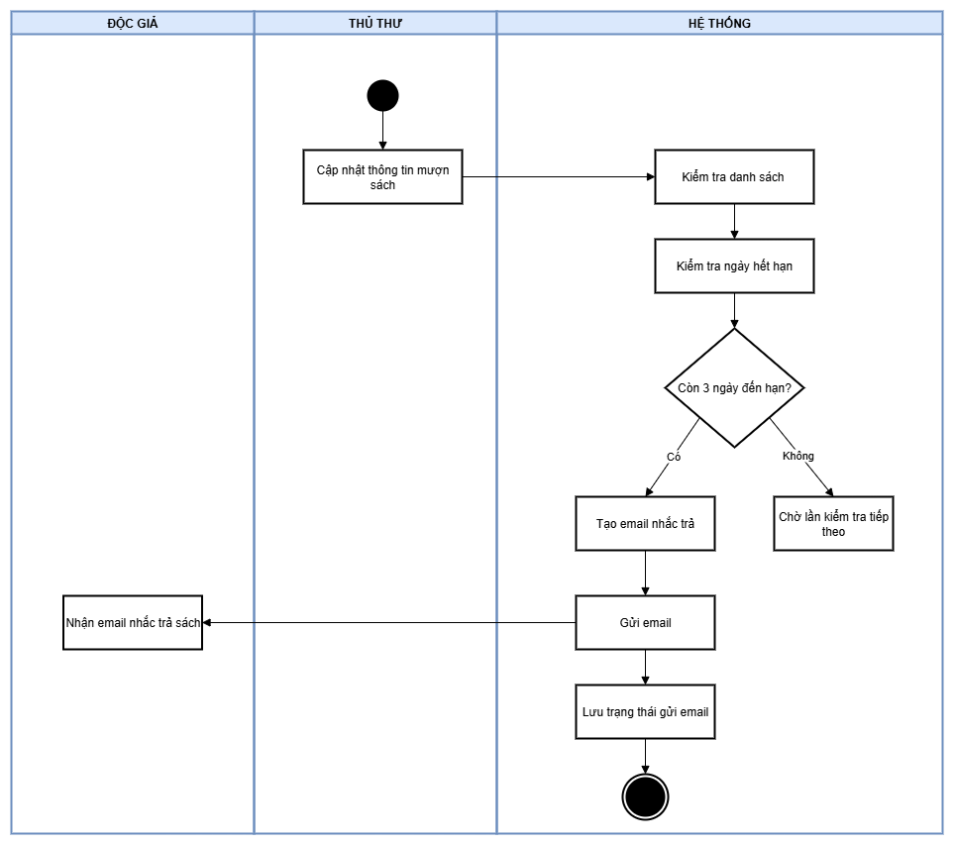 ĐỘC GIẢ
THỦ THƯ
HỆ THỐNG
Cập nhật thông tin mượn
sách
Kiểm tra danh sách
Kiểm tra ngày hết hạn
Còn 3 ngày đến hạn?
Có
Không
Tạo email nhắc trả
Chờ lần kiểm tra tiếp
theo
Nhận email nhắc trả sách
Gửi email
Lưu trạng thái gửi email